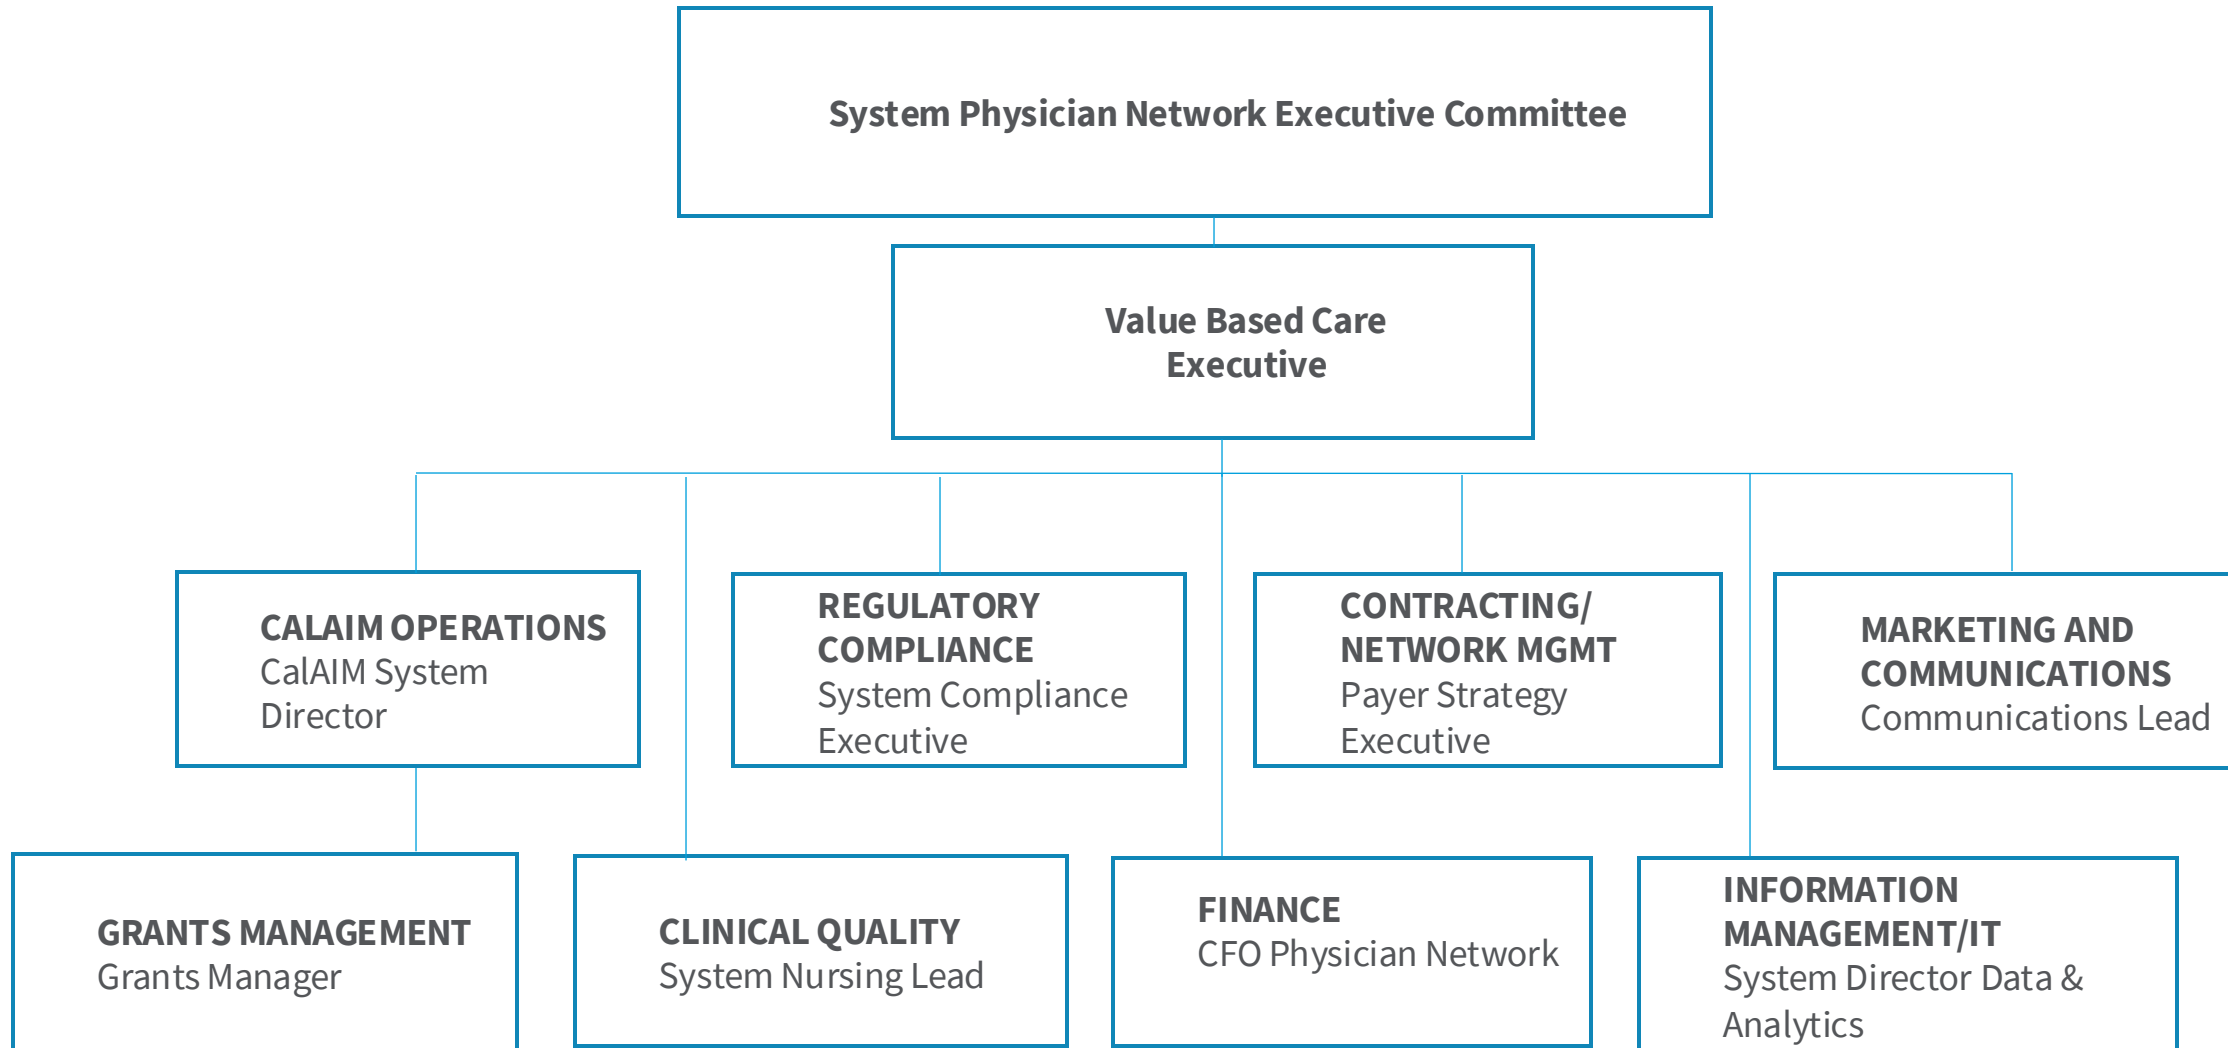 System Physician Network Executive Committee
Value Based Care
Executive
CALAIM OPERATIONS
CalAIM System
Director
REGULATORY
COMPLIANCE
System Compliance
Executive
CONTRACTING/
NETWORK MGMT
Payer Strategy
Executive
MARKETING AND
COMMUNICATIONS
Communications Lead
GRANTS MANAGEMENT
Grants Manager
CLINICAL QUALITY
System Nursing Lead
FINANCE
CFO Physician Network
INFORMATION
MANAGEMENT/IT
System Director Data &
Analytics